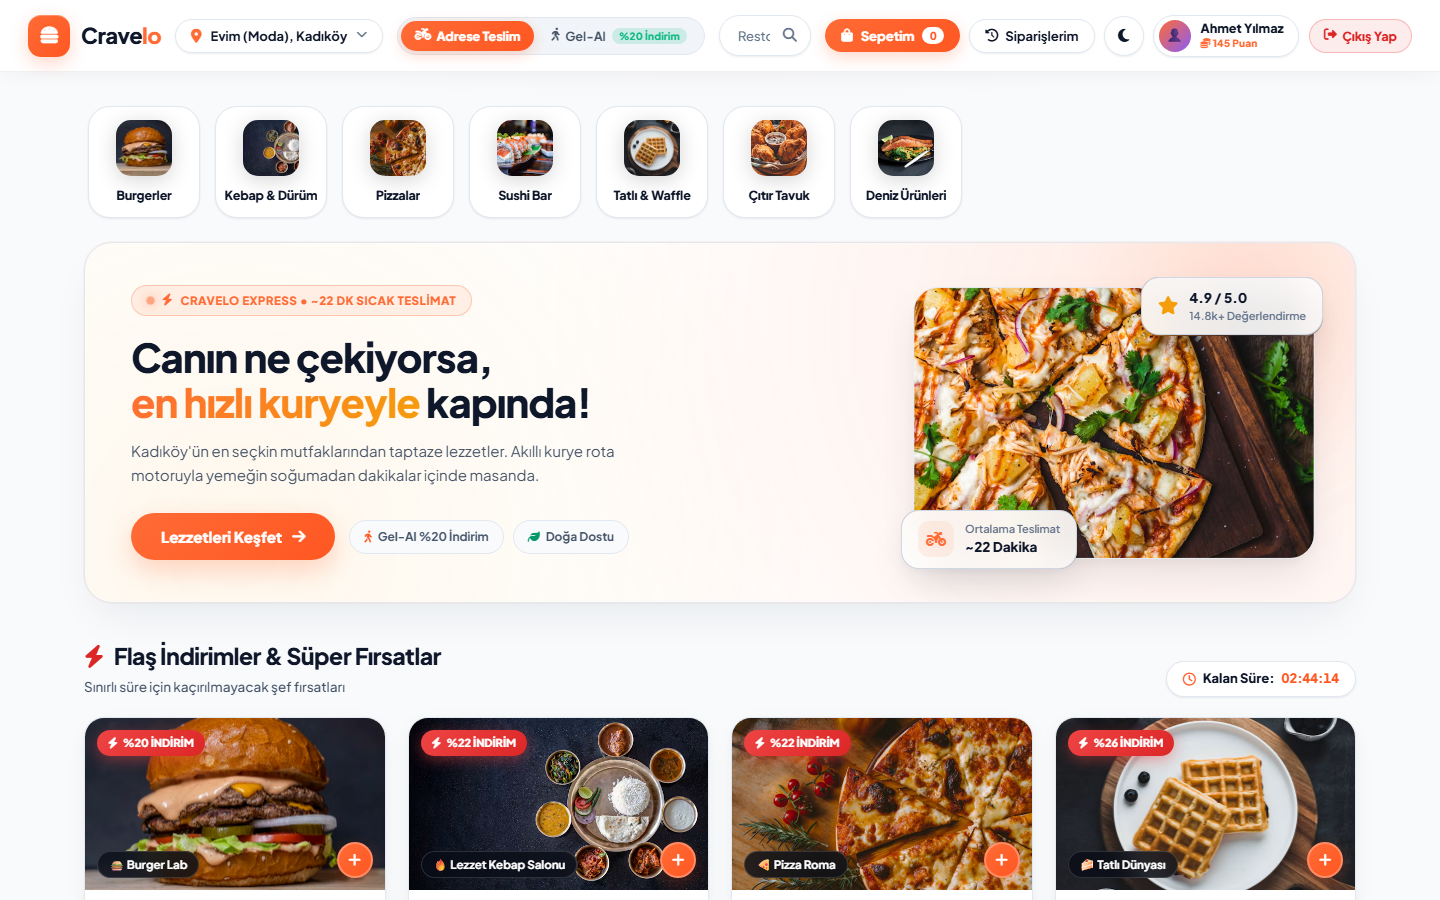 Cravelo
Evim (Moda), Kadıköy
Adrese Teslim
Gel-Al %20 İndirim
Resto
Sepetim 0
Siparişlerim
Ahmet Yılmaz
145 Puan
Çıkış Yap
Burgerler
Kebap & Dürüm
Pizzalar
Sushi Bar
Tatlı & Waffle
Çıtır Tavuk
Deniz Ürünleri
CRAVELO EXPRESS • ~22 DK SICAK TESLİMAT
Canın ne çekiyorsa,
en hızlı kuryeyle kapında!
Kadıköy'ün en seçkin mutfaklarından taptaze lezzetler. Akıllı kurye rota
motoruyla yemeğin soğumadan dakikalar içinde masanda.
Lezzetleri Keşfet
Gel-Al %20 İndirim
Doğa Dostu
4.9 / 5.0
14.8k+ Değerlendirme
Ortalama Teslimat
~22 Dakika
Flaş İndirimler & Süper Fırsatlar
Sınırlı süre için kaçırılmayacak şef fırsatları
Kalan Süre: 02:44:14
%20 İNDİRİM
Burger Lab
%22 İNDİRİM
Lezzet Kebap Salonu
%22 İNDİRİM
Pizza Roma
%26 İNDİRİM
Tatlı Dünyası